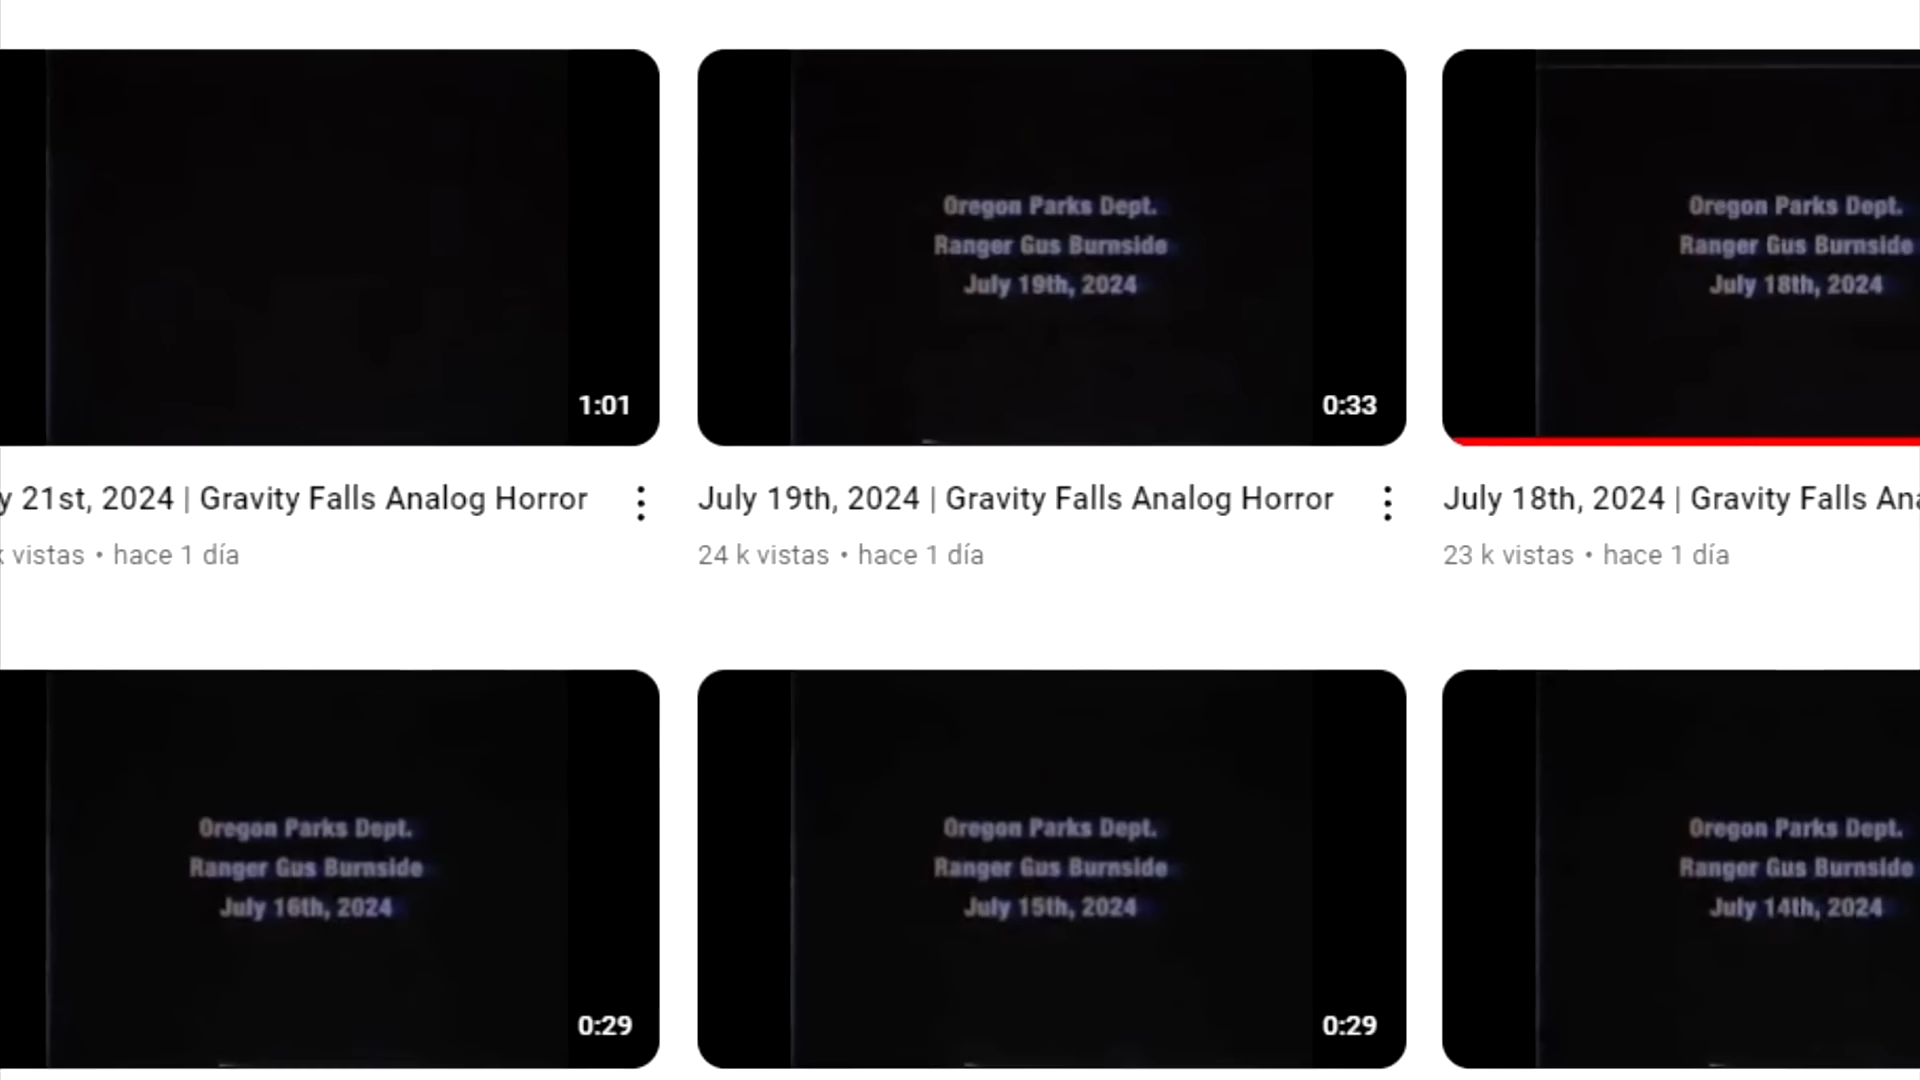 Oregon Parks Dept.
Ranger Gus Burnside
July 19th, 2024
Oregon Parks Dept.
Ranger Gus Burnside
July 18th, 2024
1:01
0:33
y 21st, 2024 | Gravity Falls Analog Horror
July 19th, 2024 | Gravity Falls Analog Horror
July 18th, 2024 | Gravity Falls Ana
k vistas • hace 1 día
24 k vistas • hace 1 día
23 k vistas • hace 1 día
Oregon Parks Dept.
Ranger Gus Burnside
July 16th, 2024
Oregon Parks Dept.
Ranger Gus Burnside
July 15th, 2024
Oregon Parks Dept.
Ranger Gus Burnside
July 14th, 2024
0:29
0:29